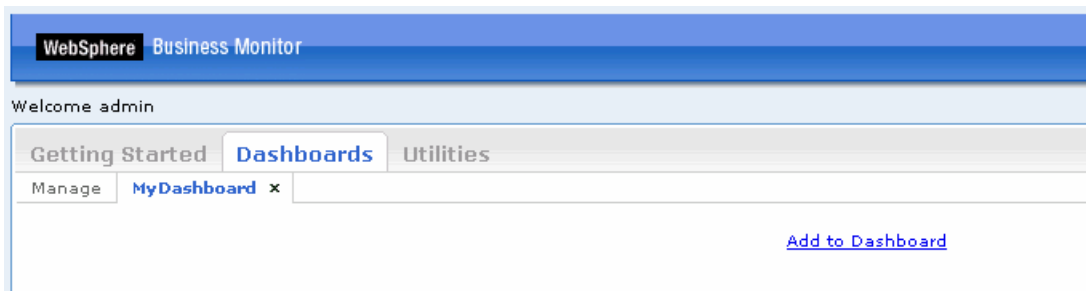 WebSphere Business Monitor
Welcome admin
Getting Started Dashboards Utilities
Manage MyDashboard x
Add to Dashboard